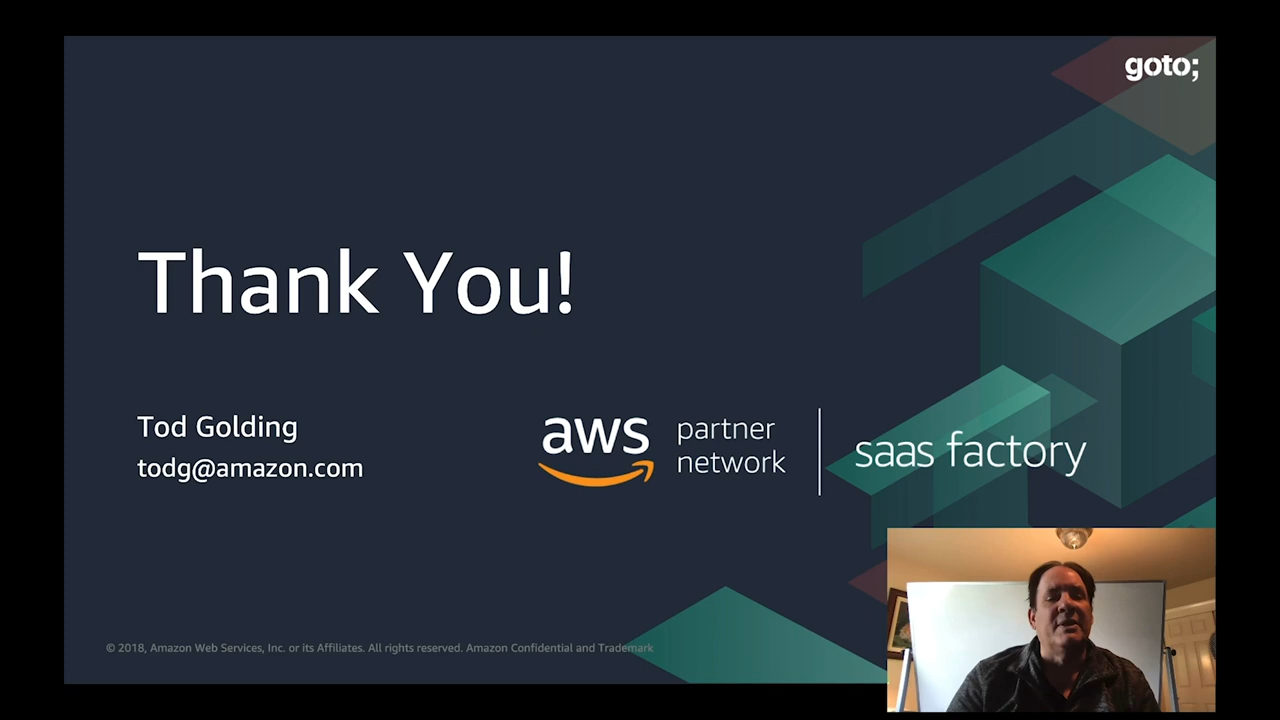 goto;
Thank You!
Tod Golding
todg@amazon.com
aws
partner
network
saas factory
© 2018, Amazon Web Services, Inc. or its Affiliates. All rights reserved. Amazon Confidential and Trademark